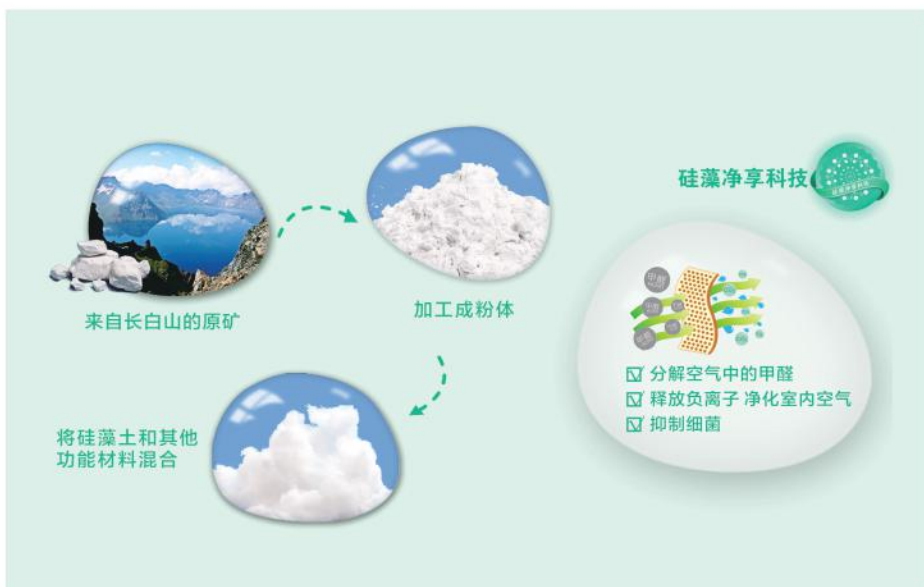 硅藻净享科技
来自长白山的原矿
加工成粉体
将硅藻土和其他
功能材料混合
甲醛
☑ 分解空气中的甲醛
☑ 释放负离子 净化室内空气
☑ 抑制细菌